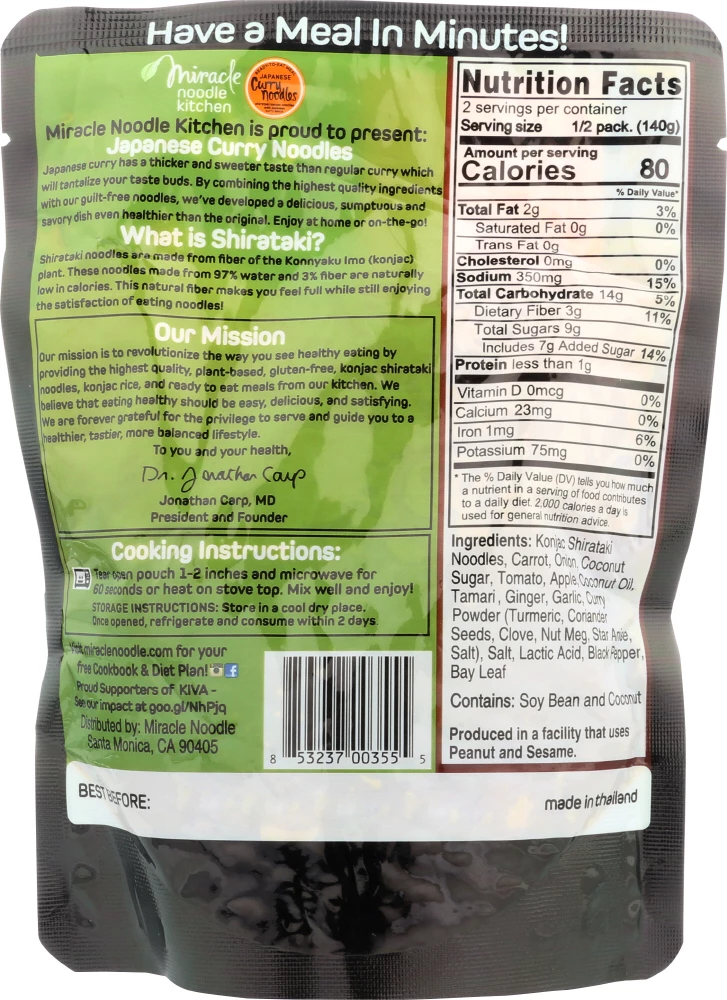 Have a Meal In Minutes!
miracle
noodle
kitchen
READY-TO-EAT MEAL
JAPANESE
Curry
noodles
Miracle Noodle Kitchen is proud to present:
Japanese Curry Noodles
Japanese curry has a thicker and sweeter taste than regular curry which
will tantalize your taste buds. By combining the highest quality ingredients
with our guilt-free noodles, we've developed a delicious, sumptuous and
savory dish even healthier than the original. Enjoy at home or on-the-go!
What is Shirataki?
Shirataki noodles are made from fiber of the Konnyaku Imo (konjac)
plant. These noodles made from 97% water and 3% fiber are naturally
low in calories. This natural fiber makes you feel full while still enjoying
the satisfaction of eating noodles!
Our Mission
Our mission is to revolutionize the way you see healthy eating by
providing the highest quality, plant-based, gluten-free, konjac shirataki
noodles, konjac rice, and ready to eat meals from our kitchen. We
believe that eating healthy should be easy, delicious, and satisfying.
We are forever grateful for the privilege to serve and guide you to a
healthier, tastier, more balanced lifestyle.
To you and your health,
Dr. Jonathan Carp
Jonathan Carp, MD
President and Founder
Cooking Instructions:
Tear open pouch 1-2 inches and microwave for
60 seconds or heat on stove top. Mix well and enjoy!
STORAGE INSTRUCTIONS: Store in a cool dry place.
Once opened, refrigerate and consume within 2 days
Visit miraclenoodle.com for your
free Cookbook & Diet Plan!
Proud Supporters of KIVA -
See our impact at goo.gl/NhPjq
Distributed by: Miracle Noodle
Santa Monica, CA 90405
8 53237 00355 5
Nutrition Facts
2 servings per container
Serving size 1/2 pack. (140g)
Amount per serving
Calories 80
% Daily Value*
Total Fat 2g 3%
Saturated Fat 0g 0%
Trans Fat 0g
Cholesterol 0mg 0%
Sodium 350mg 15%
Total Carbohydrate 14g 5%
Dietary Fiber 3g 11%
Total Sugars 9g
Includes 7g Added Sugar 14%
Protein less than 1g
Vitamin D 0mcg 0%
Calcium 23mg 0%
Iron 1mg 6%
Potassium 75mg 0%
* The % Daily Value (DV) tells you how much
a nutrient in a serving of food contributes
to a daily diet. 2,000 calories a day is
used for general nutrition advice.
Ingredients: Konjac Shirataki
Noodles, Carrot, Onion, Coconut
Sugar, Tomato, Apple, Coconut Oil,
Tamari, Ginger, Garlic, Curry
Powder (Turmeric, Coriander
Seeds, Clove, Nut Meg, Star Anise,
Salt), Salt, Lactic Acid, Black Pepper,
Bay Leaf
Contains: Soy Bean and Coconut
Produced in a facility that uses
Peanut and Sesame.
BEST BEFORE:
made in thailand